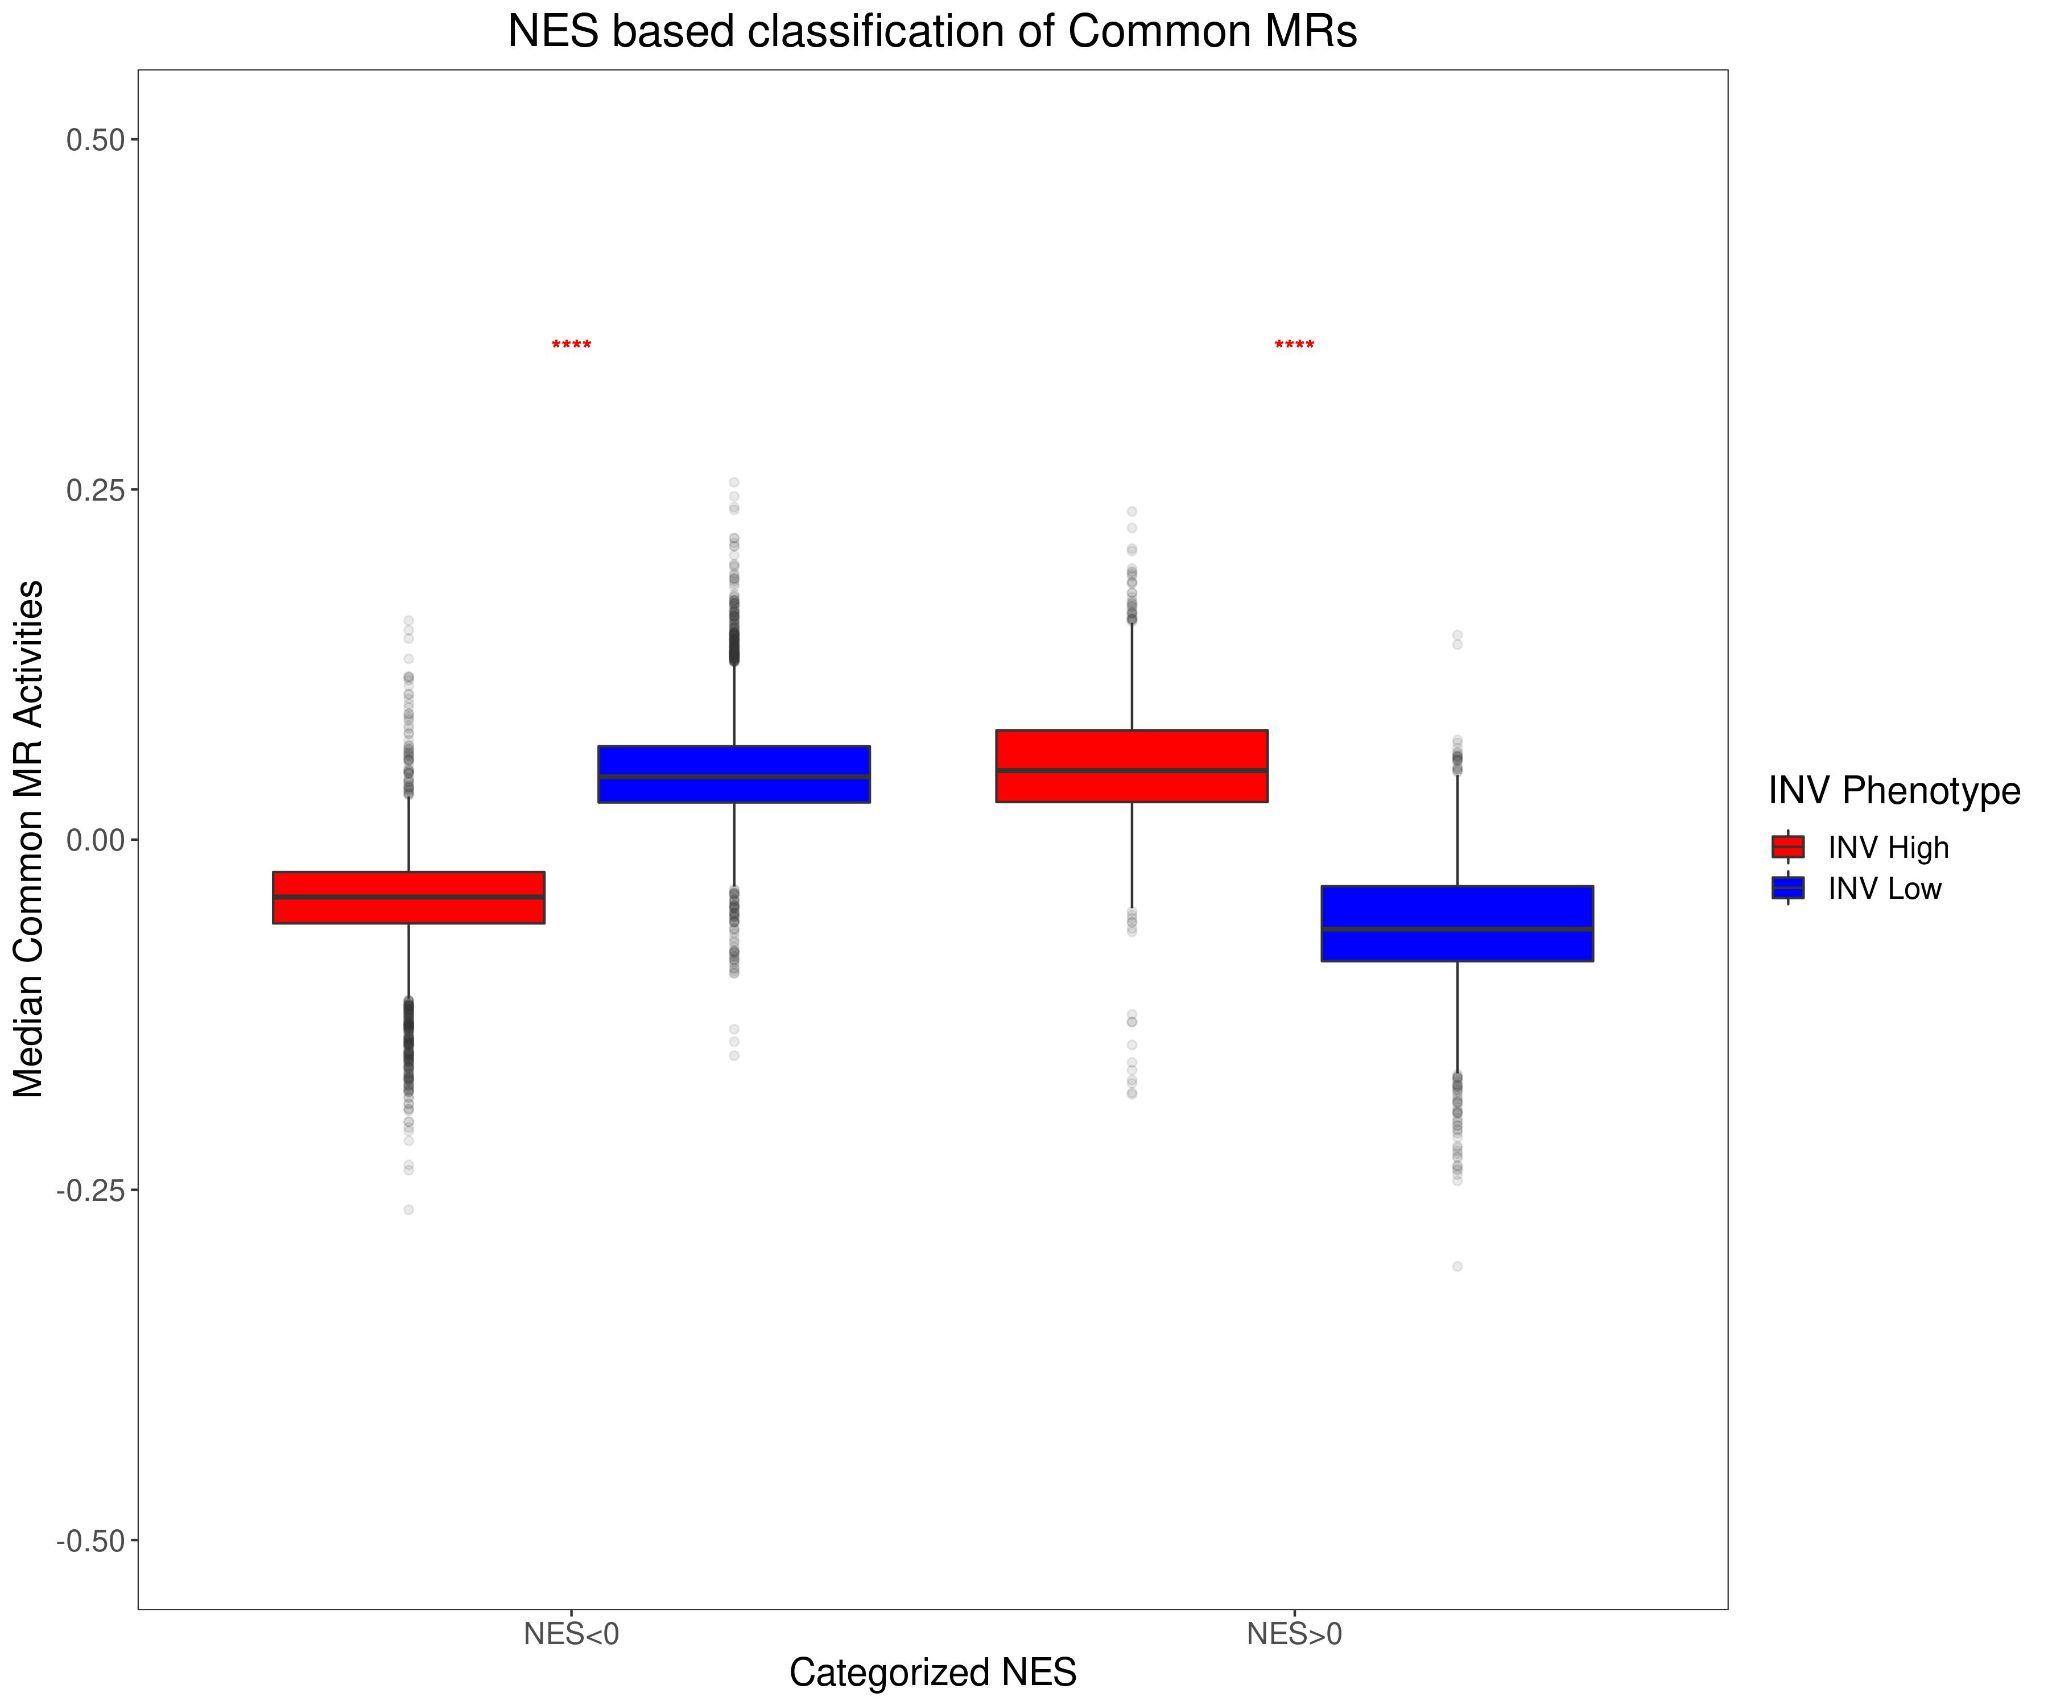 NES based classification of Common MRs
0.50
0.25
0.00
-0.25
-0.50
Median Common MR Activities
****
****
NES<0
NES>0
Categorized NES
INV Phenotype
INV High
INV Low